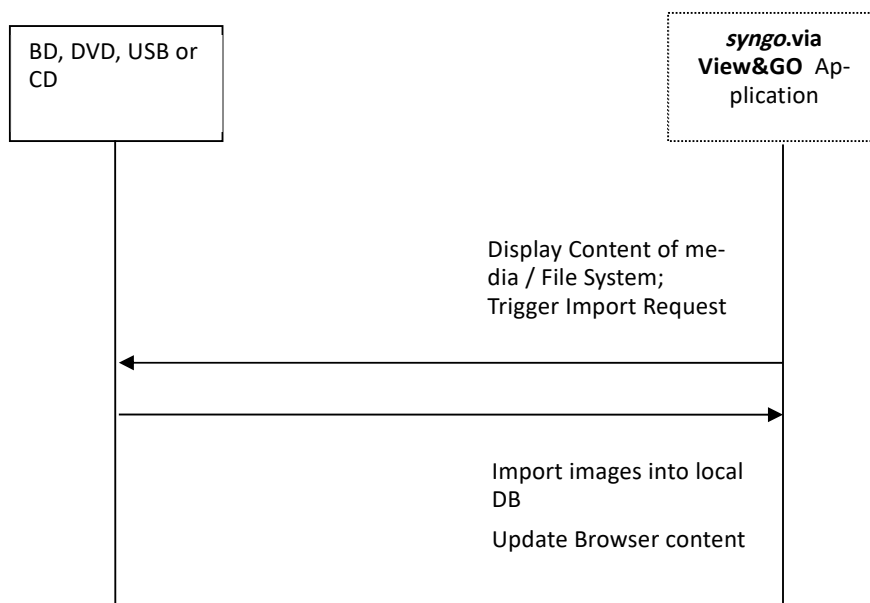 BD, DVD, USB or
CD
syngo.via
View&GO Ap-
plication
Display Content of me-
dia / File System;
Trigger Import Request
Import images into local
DB
Update Browser content